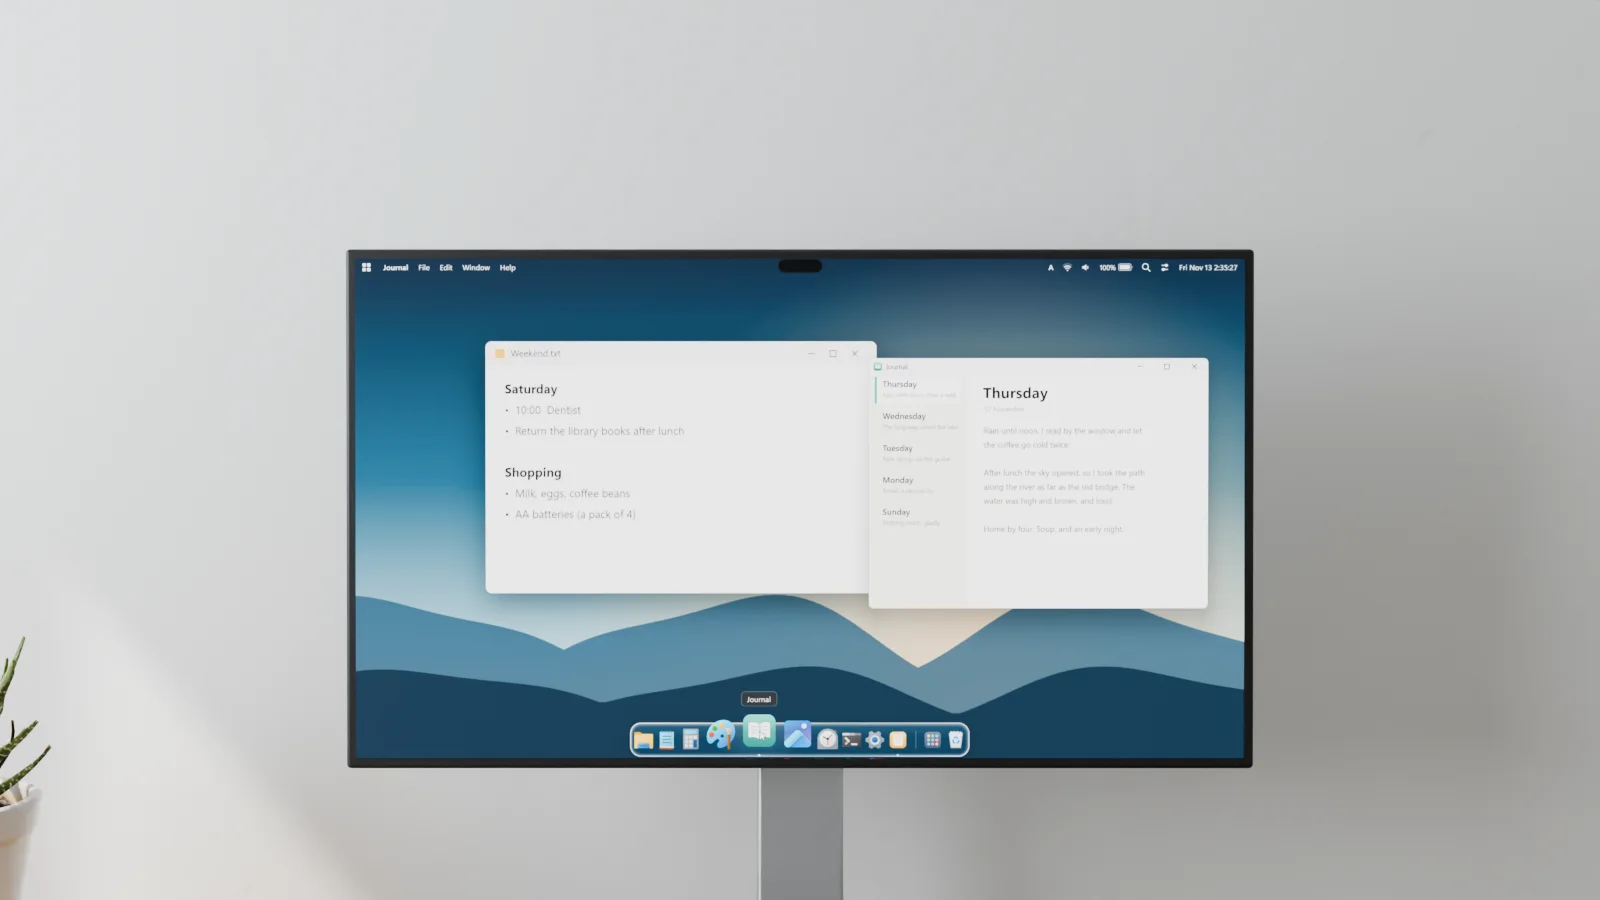 Journal File Edit Window Help
A 100% Fri Nov 13 2:35:27
Weekend.txt
Saturday
• 10:00 Dentist
• Return the library books after lunch
Shopping
• Milk, eggs, coffee beans
• AA batteries (a pack of 4)
Journal
Thursday
Wednesday
Tuesday
Monday
Sunday
Thursday
12 November
Rain until noon. I read by the window and let
the coffee go cold twice.
After lunch the sky opened, so I took the path
along the river as far as the old bridge. The
water was high and brown, and loud.
Home by four. Soup, and an early night.
Journal